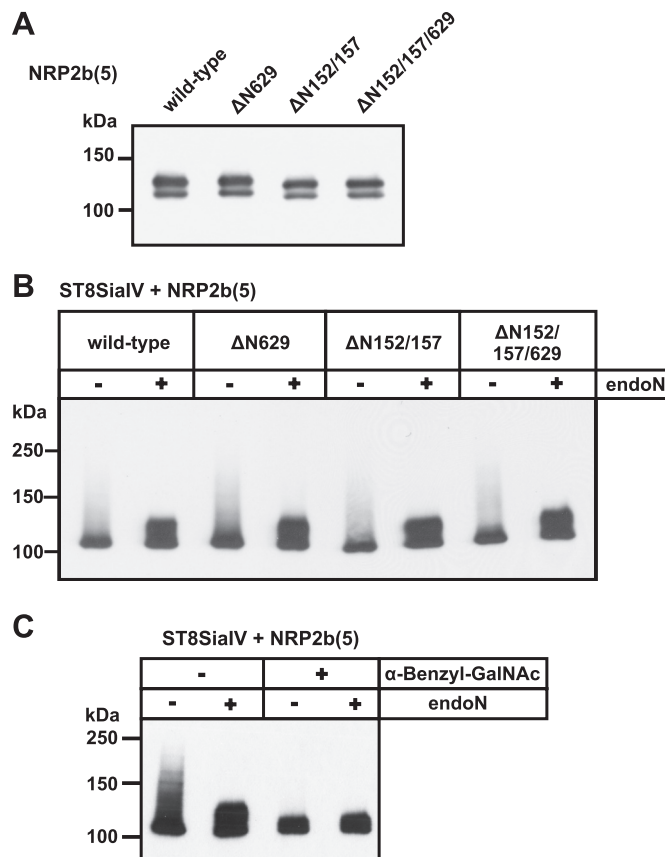 A
NRP2b(5)
wild-type
ΔN629
ΔN152/157
ΔN152/157/629
kDa
150
100
B
ST8SiaIV + NRP2b(5)
wild-type
ΔN629
ΔN152/157
ΔN152/
157/629
- + - + - + - + endoN
kDa
250
150
100
C
ST8SiaIV + NRP2b(5)
- + α-Benzyl-GalNAc
- + - + endoN
kDa
250
150
100